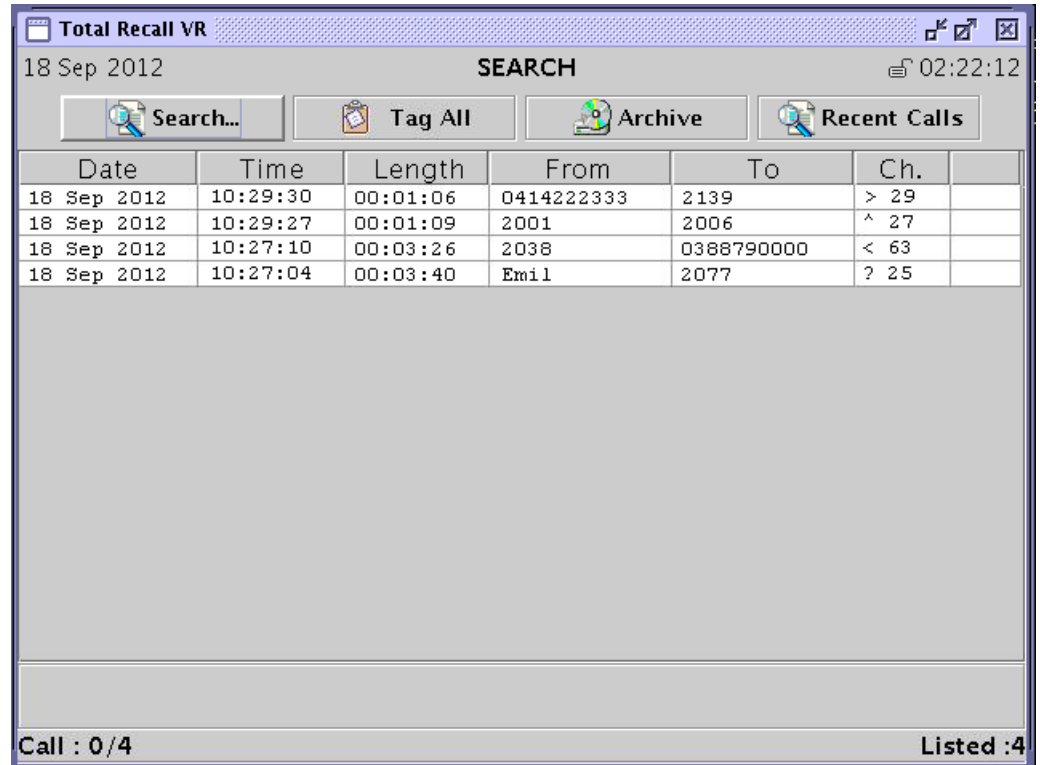 Total Recall VR
18 Sep 2012 SEARCH 02:22:12
Search... Tag All Archive Recent Calls
Date Time Length From To Ch.
18 Sep 2012 10:29:30 00:01:06 0414222333 2139 > 29
18 Sep 2012 10:29:27 00:01:09 2001 2006 ^ 27
18 Sep 2012 10:27:10 00:03:26 2038 0388790000 < 63
18 Sep 2012 10:27:04 00:03:40 Emil 2077 ? 25
Call : 0/4 Listed :4